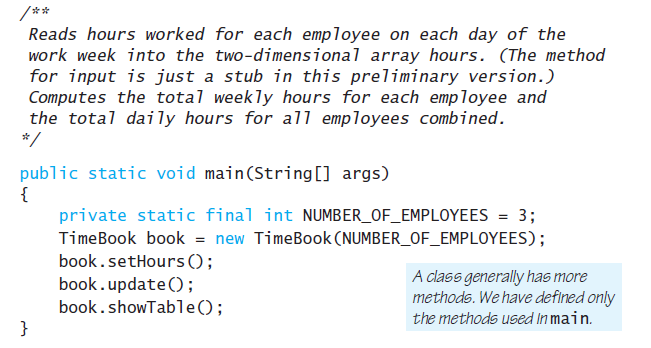 /**
Reads hours worked for each employee on each day of the
work week into the two-dimensional array hours. (The method
for input is just a stub in this preliminary version.)
Computes the total weekly hours for each employee and
the total daily hours for all employees combined.
*/
public static void main(String[] args)
{
private static final int NUMBER_OF_EMPLOYEES = 3;
TimeBook book = new TimeBook(NUMBER_OF_EMPLOYEES);
book.setHours();
book.update();
book.showTable();
}
A class generally has more
methods. We have defined only
the methods used in main.